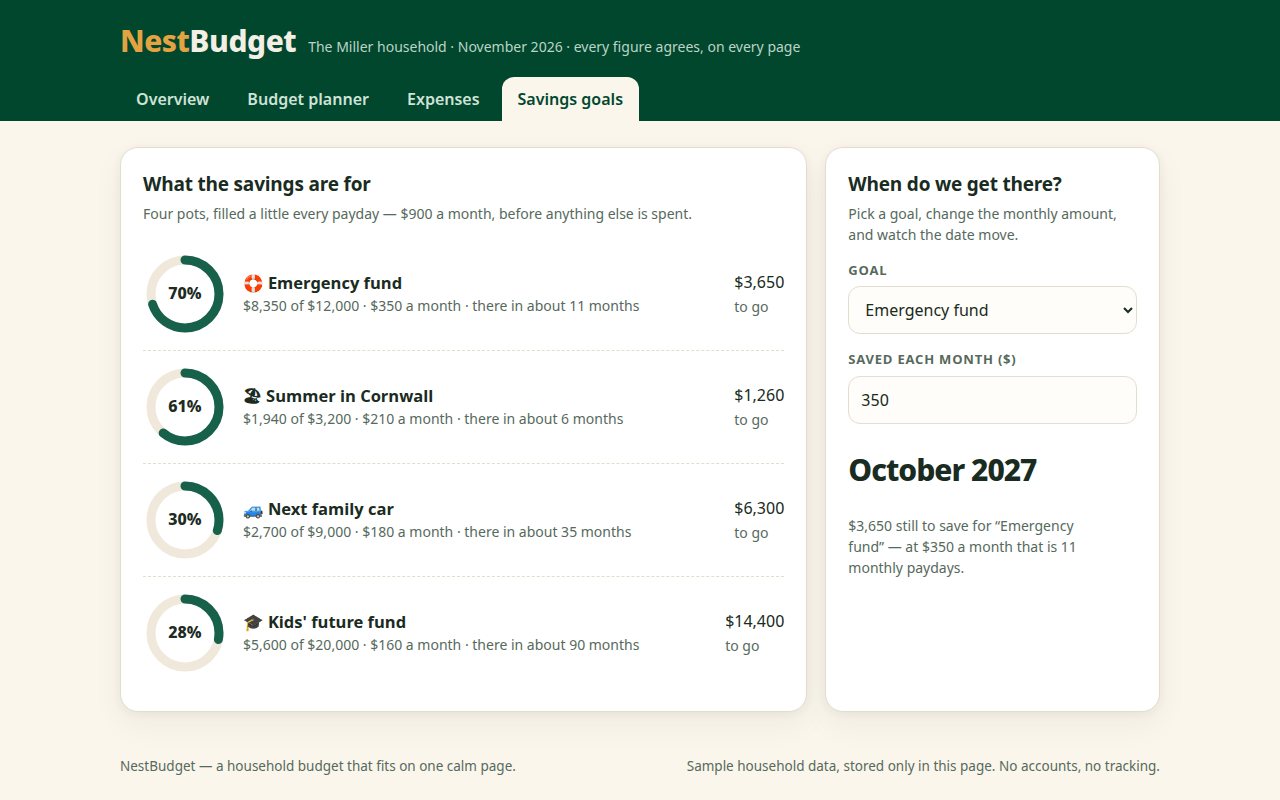 NestBudget The Miller household · November 2026 · every figure agrees, on every page
Overview Budget planner Expenses Savings goals
What the savings are for
Four pots, filled a little every payday — $900 a month, before anything else is spent.
70%
🛟 Emergency fund
$8,350 of $12,000 · $350 a month · there in about 11 months
$3,650
to go
61%
🏖 Summer in Cornwall
$1,940 of $3,200 · $210 a month · there in about 6 months
$1,260
to go
30%
🚙 Next family car
$2,700 of $9,000 · $180 a month · there in about 35 months
$6,300
to go
28%
🎓 Kids' future fund
$5,600 of $20,000 · $160 a month · there in about 90 months
$14,400
to go
When do we get there?
Pick a goal, change the monthly amount,
and watch the date move.
GOAL
Emergency fund
SAVED EACH MONTH ($)
350
October 2027
$3,650 still to save for “Emergency
fund” — at $350 a month that is 11
monthly paydays.
NestBudget — a household budget that fits on one calm page.
Sample household data, stored only in this page. No accounts, no tracking.